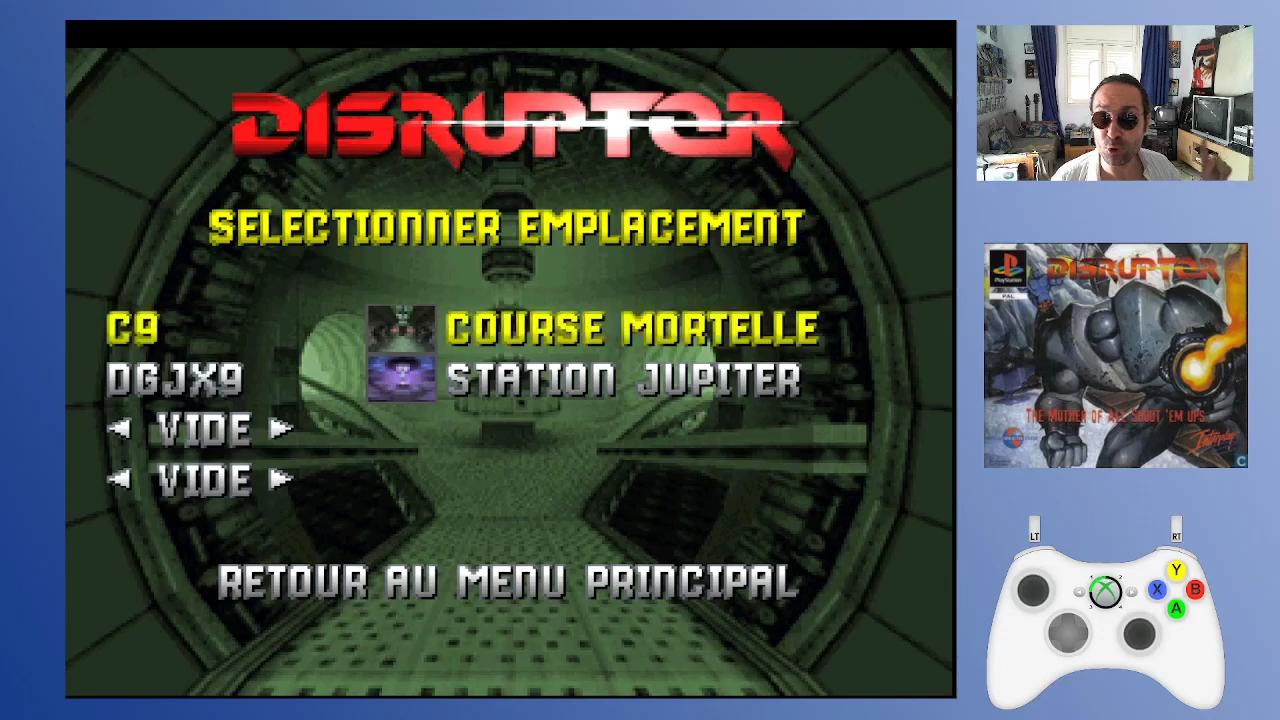 DISRUPTOR
SELECTIONNER EMPLACEMENT
C9 COURSE MORTELLE
DGJX9 STATION JUPITER
◄ VIDE ►
◄ VIDE ►
RETOUR AU MENU PRINCIPAL
PlayStation
PAL
DISRUPTOR
THE MOTHER OF ALL SHOOT 'EM UPS.
Interplay
C
LT
RT
Y
X
B
A